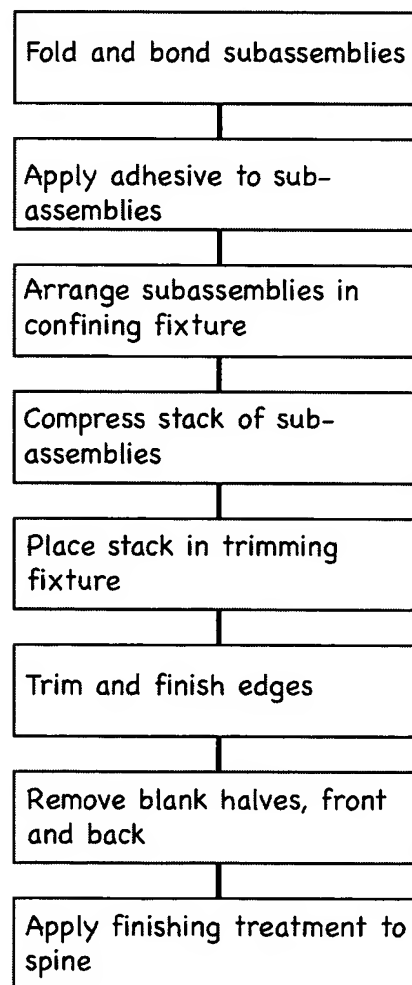 Fold and bond subassemblies
Apply adhesive to sub-
assemblies
Arrange subassemblies in
confining fixture
Compress stack of sub-
assemblies
Place stack in trimming
fixture
Trim and finish edges
Remove blank halves, front
and back
Apply finishing treatment to
spine